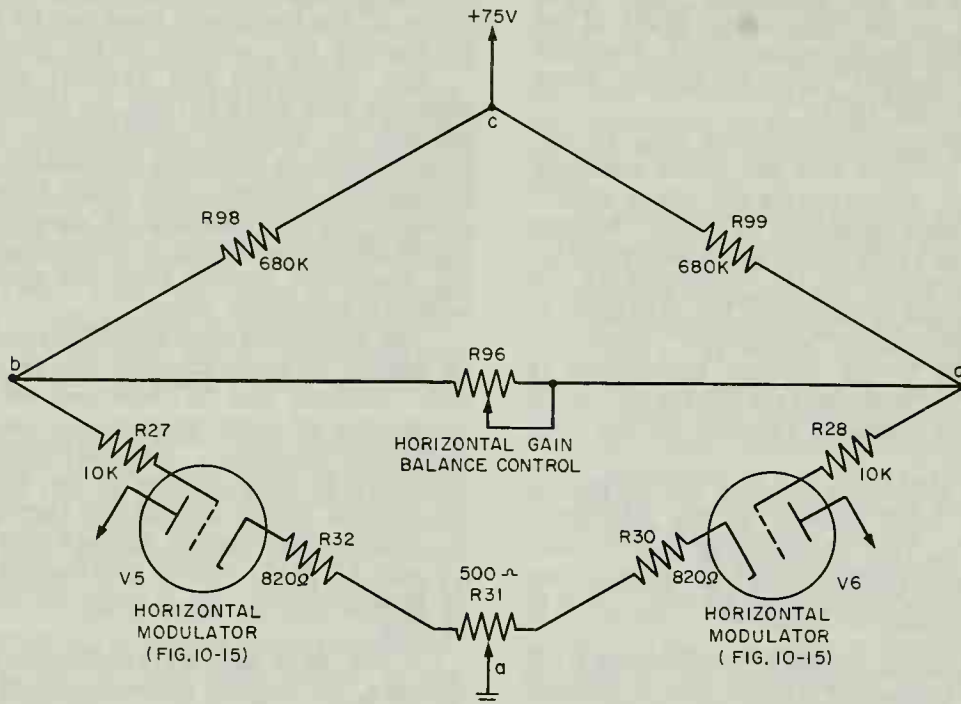 +75V
c
R98
680K
R99
680K
b
R96
d
HORIZONTAL GAIN
BALANCE CONTROL
R27
10K
R28
10K
V5
R32
820Ω
500 Ω
R31
R30
820Ω
V6
HORIZONTAL
MODULATOR
(FIG.10-15)
a
HORIZONTAL
MODULATOR
( FIG. 10-15)